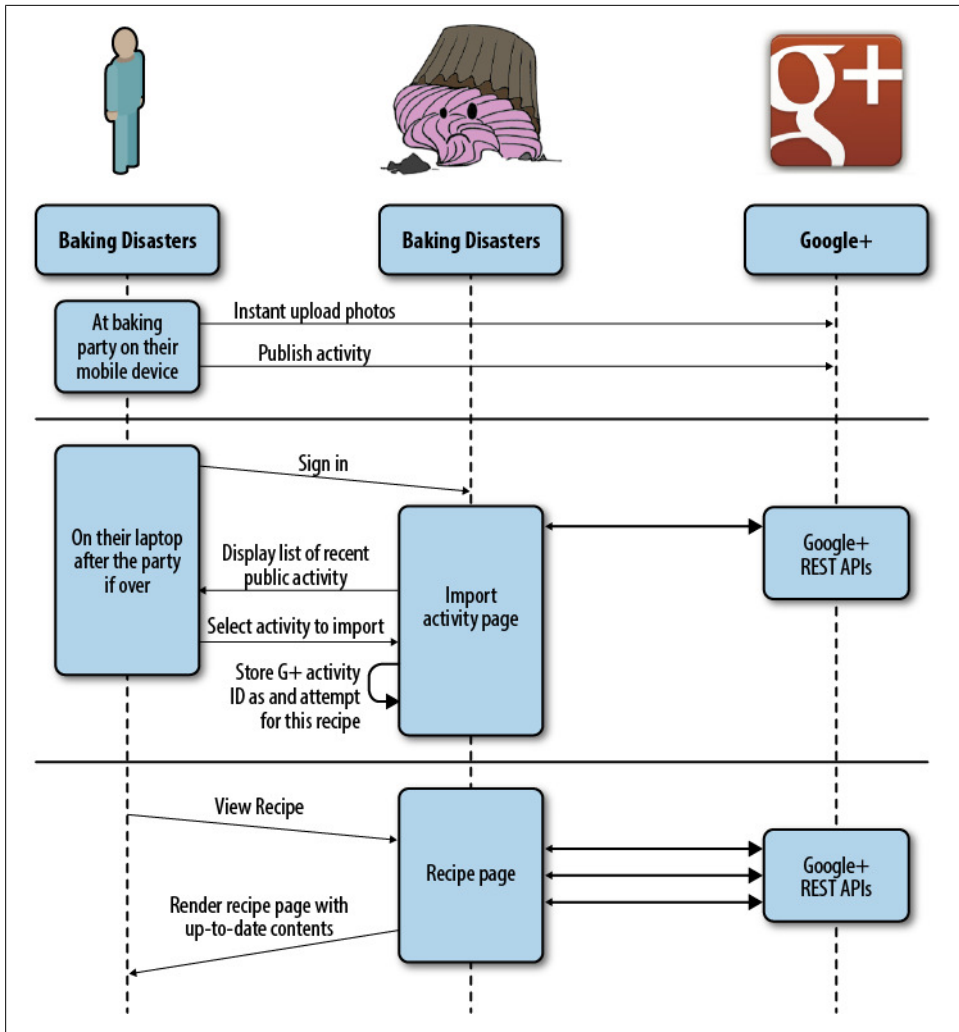 g+
Baking Disasters
Baking Disasters
Google+
At baking
party on their
mobile device
Instant upload photos
Publish activity
Sign in
On their laptop
after the party
if over
Display list of recent
public activity
Select activity to import
Store G+ activity
ID as and attempt
for this recipe
Import
activity page
Google+
REST APIs
View Recipe
Recipe page
Google+
REST APIs
Render recipe page with
up-to-date contents